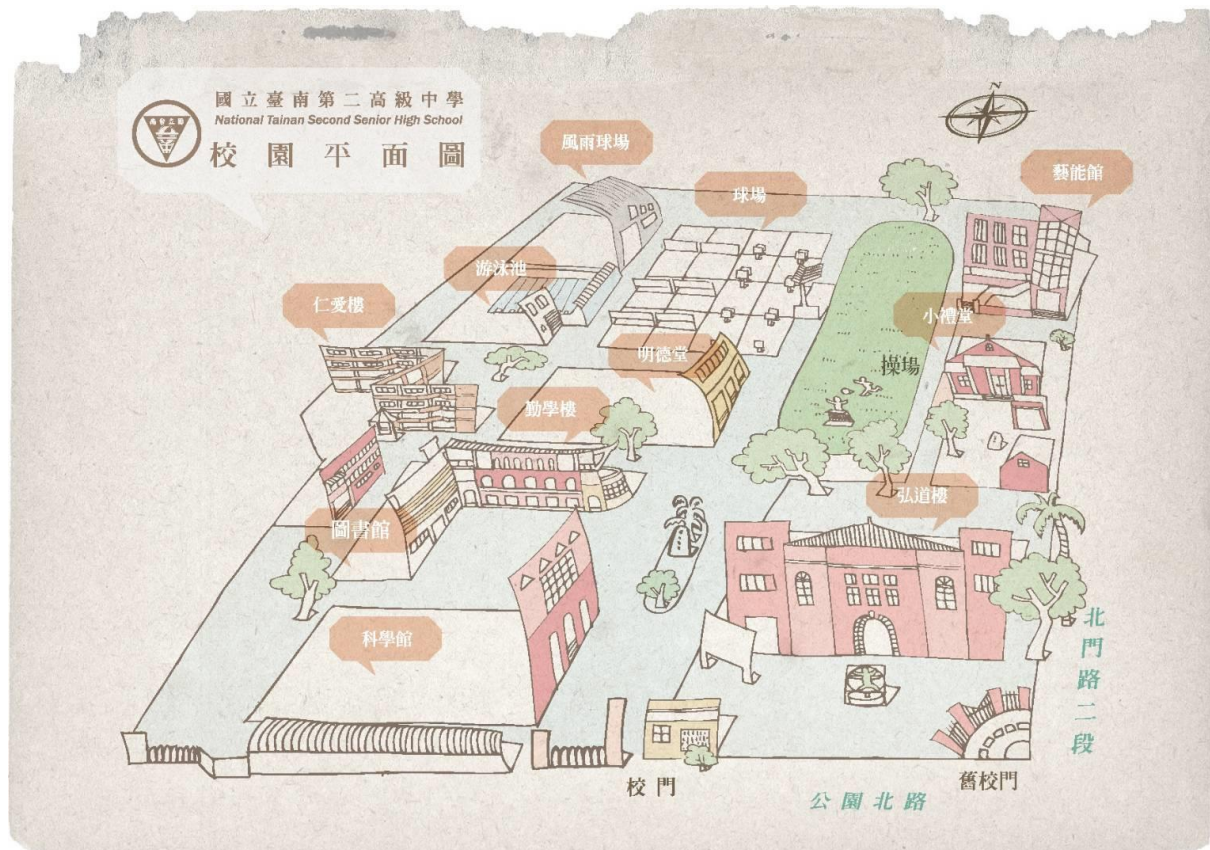 國立臺南第二高級中學
National Tainan Second Senior High School
校園平面圖
N
風雨球場
藝能館
球場
游泳池
仁愛樓
小禮堂
明德堂
操場
勤學樓
弘道樓
圖書館
科學館
北門路二段
校門
舊校門
公園北路